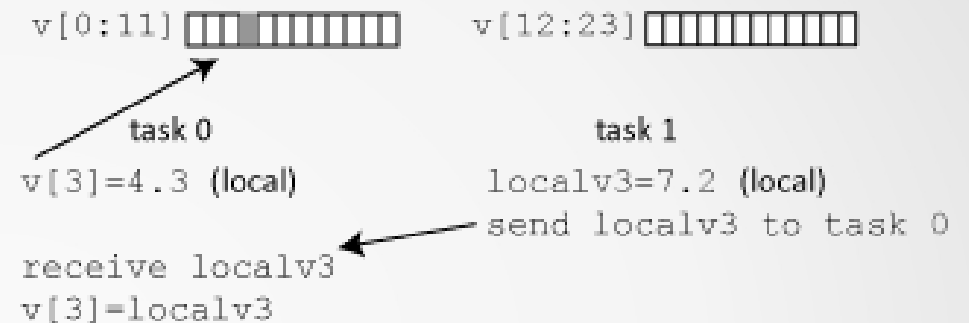 v[0:11] v[12:23]
task 0 task 1
v[3]=4.3 (local) localv3=7.2 (local)
send localv3 to task 0
receive localv3
v[3]=localv3